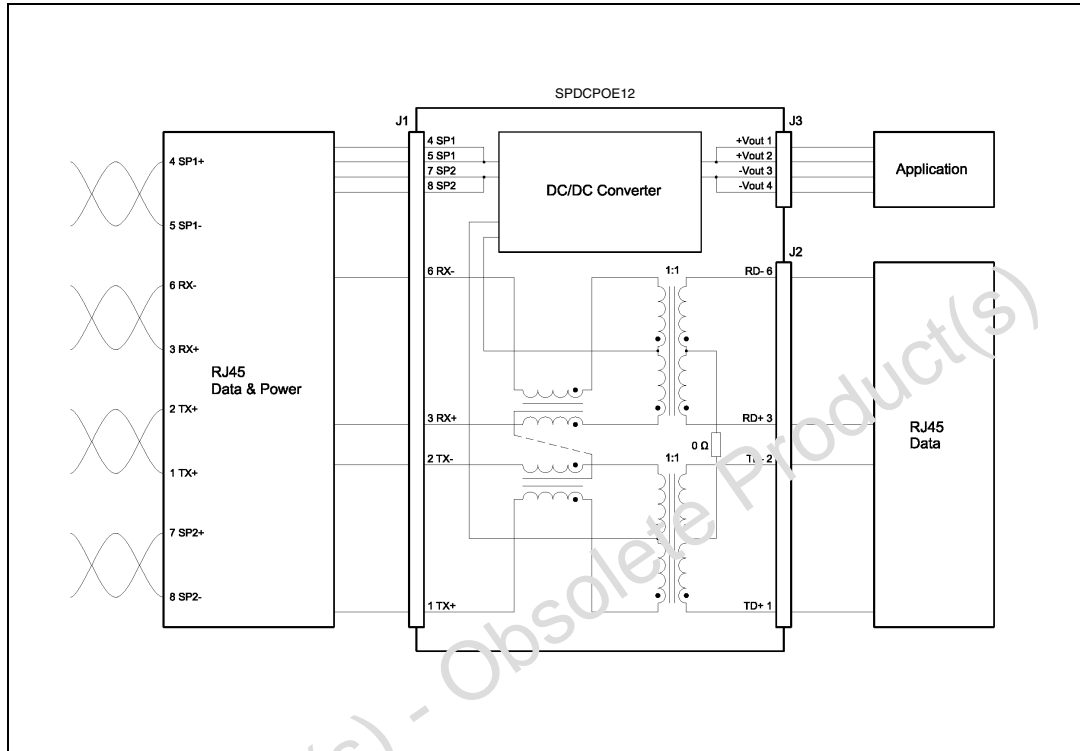 SPDCPOE12
J1
J3
4 SP1+
5 SP1-
6 RX-
3 RX+
RJ45
Data & Power
2 TX+
1 TX+
7 SP2+
8 SP2-
4 SP1
5 SP1
7 SP2
8 SP2
DC/DC Converter
+Vout 1
+Vout 2
-Vout 3
-Vout 4
Application
J2
6 RX-
1:1
RD- 6
3 RX+
RD+ 3
0 Ω
2 TX-
1:1
- 2
1 TX+
TD+ 1
RJ45
Data
(s) - Obsolete Product(s)